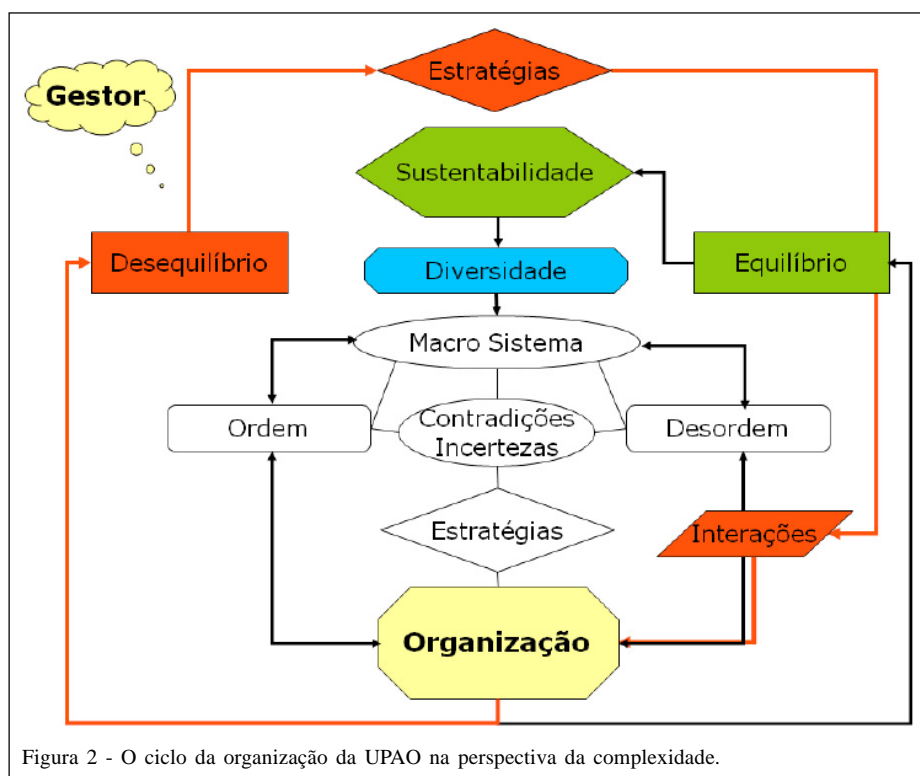 Estratégias
Gestor
Sustentabilidade
Desequilíbrio
Diversidade
Equilíbrio
Macro Sistema
Ordem
Contradições
Incertezas
Desordem
Estratégias
Interações
Organização
Figura 2 - O ciclo da organização da UPAO na perspectiva da complexidade.